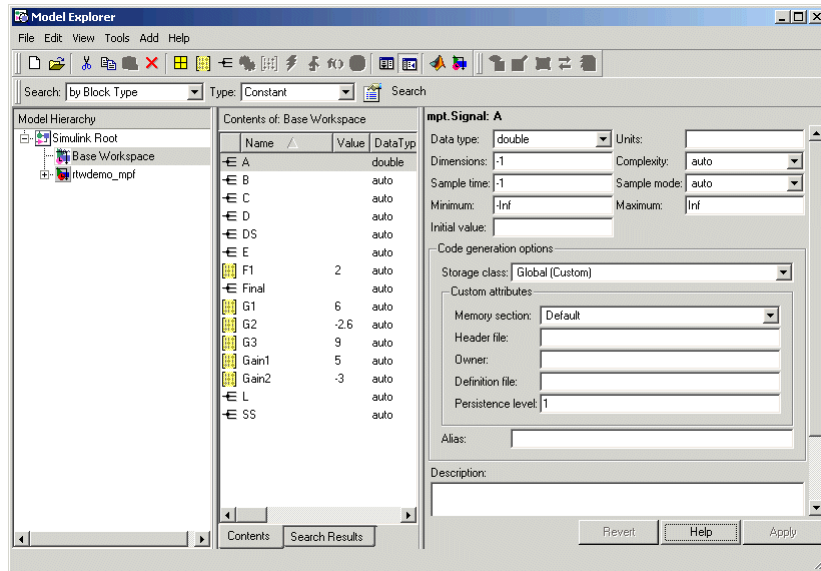 Model Explorer
File Edit View Tools Add Help
Search: by Block Type Type: Constant Search
Model Hierarchy
Simulink Root
Base Workspace
rtwdemo_mpf
Contents of: Base Workspace
Name Value DataTyp
A double
B auto
C auto
D auto
DS auto
E auto
F1 2 auto
Final auto
G1 6 auto
G2 -2.6 auto
G3 9 auto
Gain1 5 auto
Gain2 -3 auto
L auto
SS auto
Contents Search Results
mpt.Signal: A
Data type: double Units:
Dimensions: -1 Complexity: auto
Sample time: -1 Sample mode: auto
Minimum: -Inf Maximum: Inf
Initial value:
Code generation options
Storage class: Global (Custom)
Custom attributes
Memory section: Default
Header file:
Owner:
Definition file:
Persistence level: 1
Alias:
Description:
Revert Help Apply